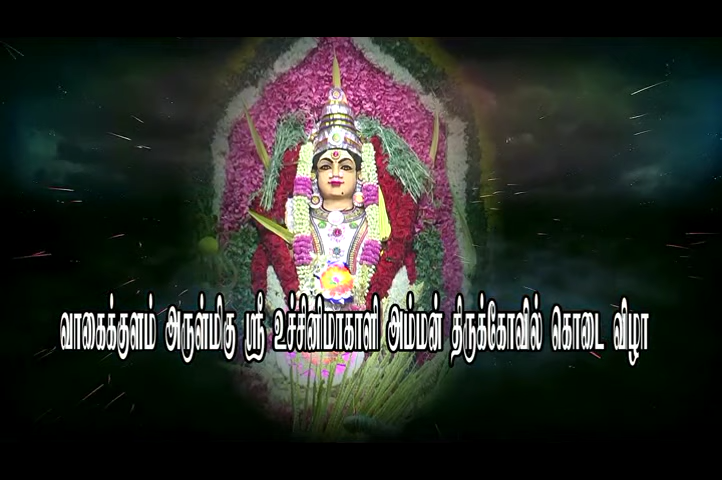 வாகைக்குளம் அருள்மிகு ஸ்ரீ உச்சினிமாகாளி அம்மன் திருக்கோவில் கொடை விழா